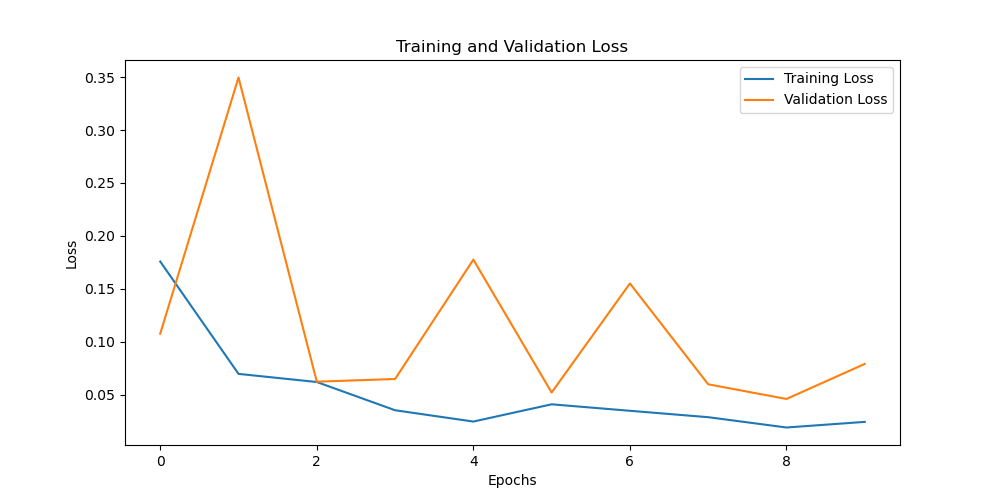 Training and Validation Loss
Training Loss
Validation Loss
0.35
0.30
0.25
0.20
0.15
0.10
0.05
Loss
0 2 4 6 8
Epochs